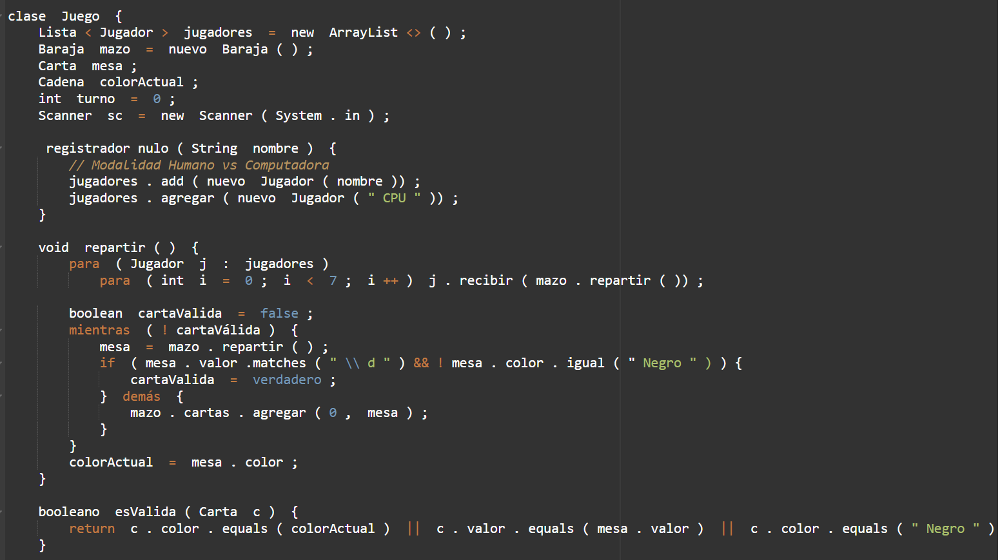 clase Juego {
Lista < Jugador > jugadores = new ArrayList <> ( ) ;
Baraja mazo = nuevo Baraja ( ) ;
Carta mesa ;
Cadena colorActual ;
int turno = 0 ;
Scanner sc = new Scanner ( System . in ) ;
registrador nulo ( String nombre ) {
// Modalidad Humano vs Computadora
jugadores . add ( nuevo Jugador ( nombre )) ;
jugadores . agregar ( nuevo Jugador ( " CPU " )) ;
}
void repartir ( ) {
para ( Jugador j : jugadores )
para ( int i = 0 ; i < 7 ; i ++ ) j . recibir ( mazo . repartir ( )) ;
boolean cartaValida = false ;
mientras ( ! cartaVálida ) {
mesa = mazo . repartir ( ) ;
if ( mesa . valor .matches ( " \\ d " ) && ! mesa . color . igual ( " Negro " ) ) {
cartaValida = verdadero ;
} demás {
mazo . cartas . agregar ( 0 , mesa ) ;
}
}
colorActual = mesa . color ;
}
booleano esValida ( Carta c ) {
return c . color . equals ( colorActual ) || c . valor . equals ( mesa . valor ) || c . color . equals ( " Negro " )
}